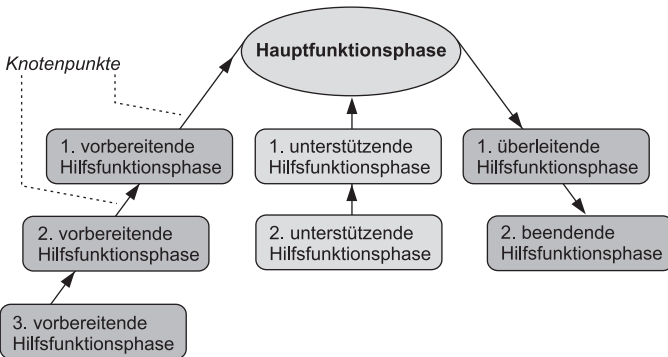 Hauptfunktionsphase
Knotenpunkte
1. vorbereitende
Hilfsfunktionsphase
1. unterstützende
Hilfsfunktionsphase
1. überleitende
Hilfsfunktionsphase
2. vorbereitende
Hilfsfunktionsphase
2. unterstützende
Hilfsfunktionsphase
2. beendende
Hilfsfunktionsphase
3. vorbereitende
Hilfsfunktionsphase